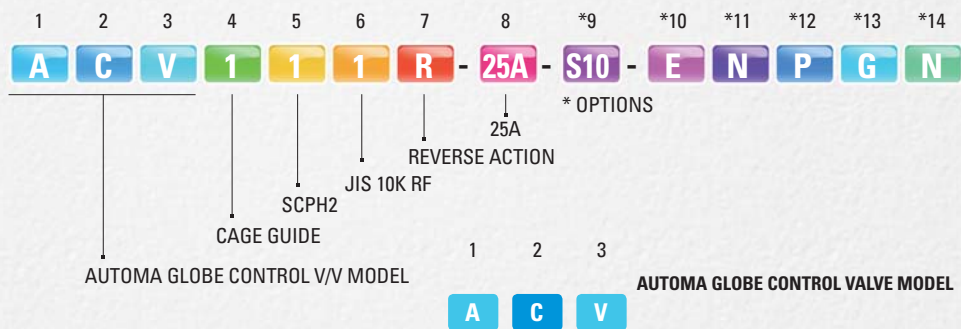 1 2 3 4 5 6 7 8 *9 *10 *11 *12 *13 *14
A C V 1 1 1 R - 25A - S10 - E N P G N
* OPTIONS
25A
REVERSE ACTION
JIS 10K RF
SCPH2
CAGE GUIDE
AUTOMA GLOBE CONTROL V/V MODEL
1 2 3
A C V
AUTOMA GLOBE CONTROL VALVE MODEL